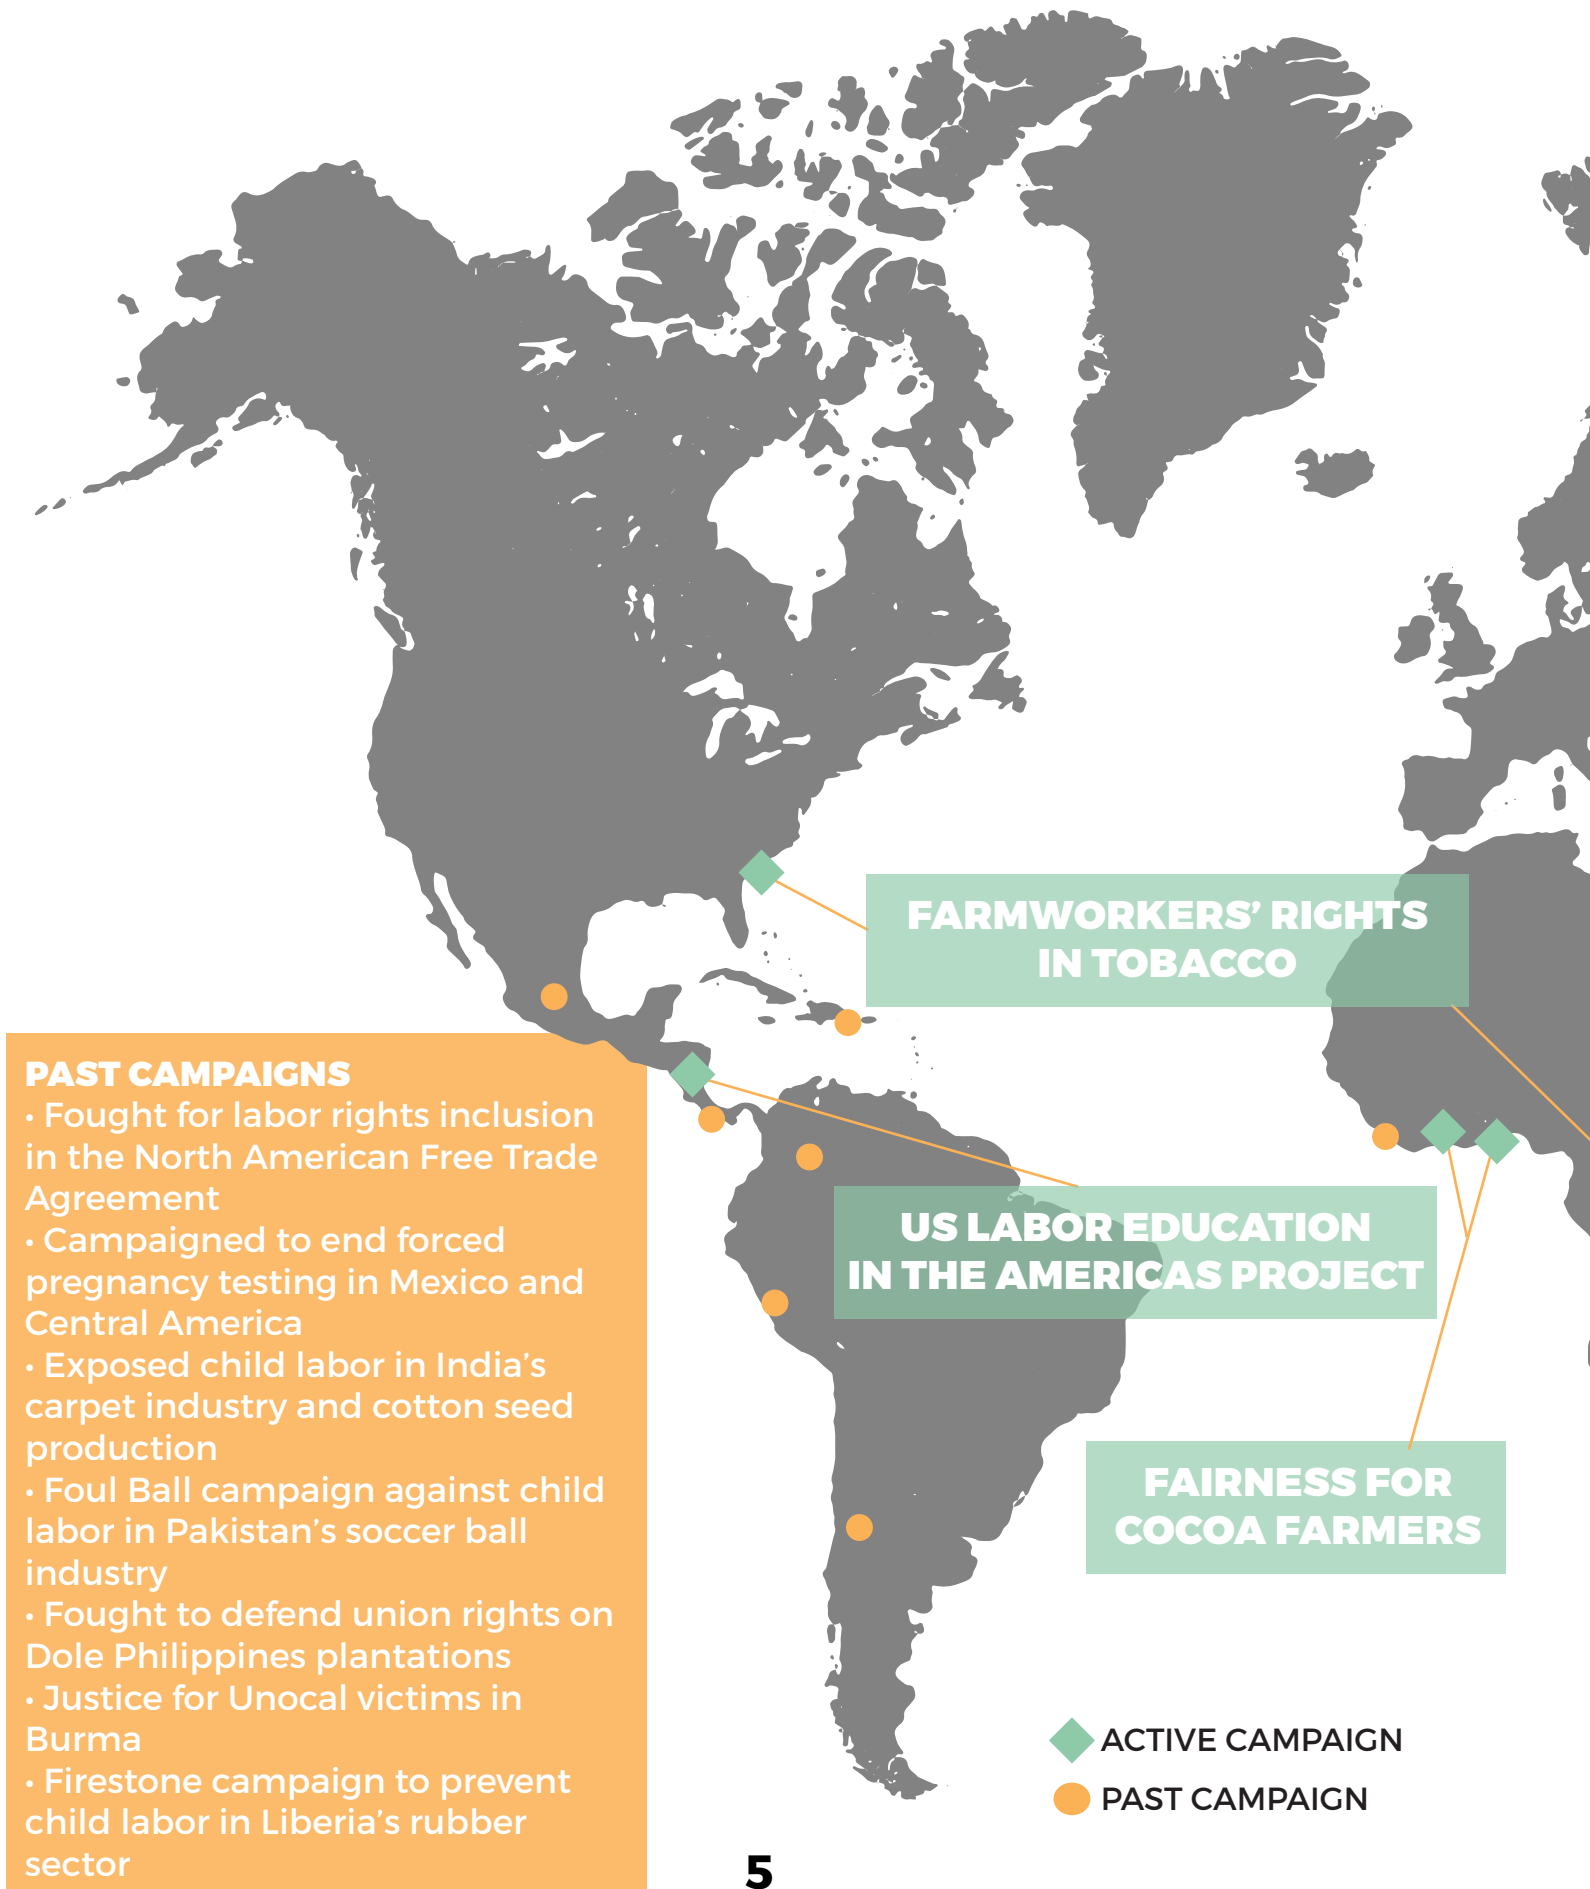 FARMWORKERS’ RIGHTS
IN TOBACCO
PAST CAMPAIGNS
• Fought for labor rights inclusion
in the North American Free Trade
Agreement
• Campaigned to end forced
pregnancy testing in Mexico and
Central America
• Exposed child labor in India’s
carpet industry and cotton seed
production
• Foul Ball campaign against child
labor in Pakistan’s soccer ball
industry
• Fought to defend union rights on
Dole Philippines plantations
• Justice for Unocal victims in
Burma
• Firestone campaign to prevent
child labor in Liberia’s rubber
sector
US LABOR EDUCATION
IN THE AMERICAS PROJECT
FAIRNESS FOR
COCOA FARMERS
ACTIVE CAMPAIGN
PAST CAMPAIGN
5